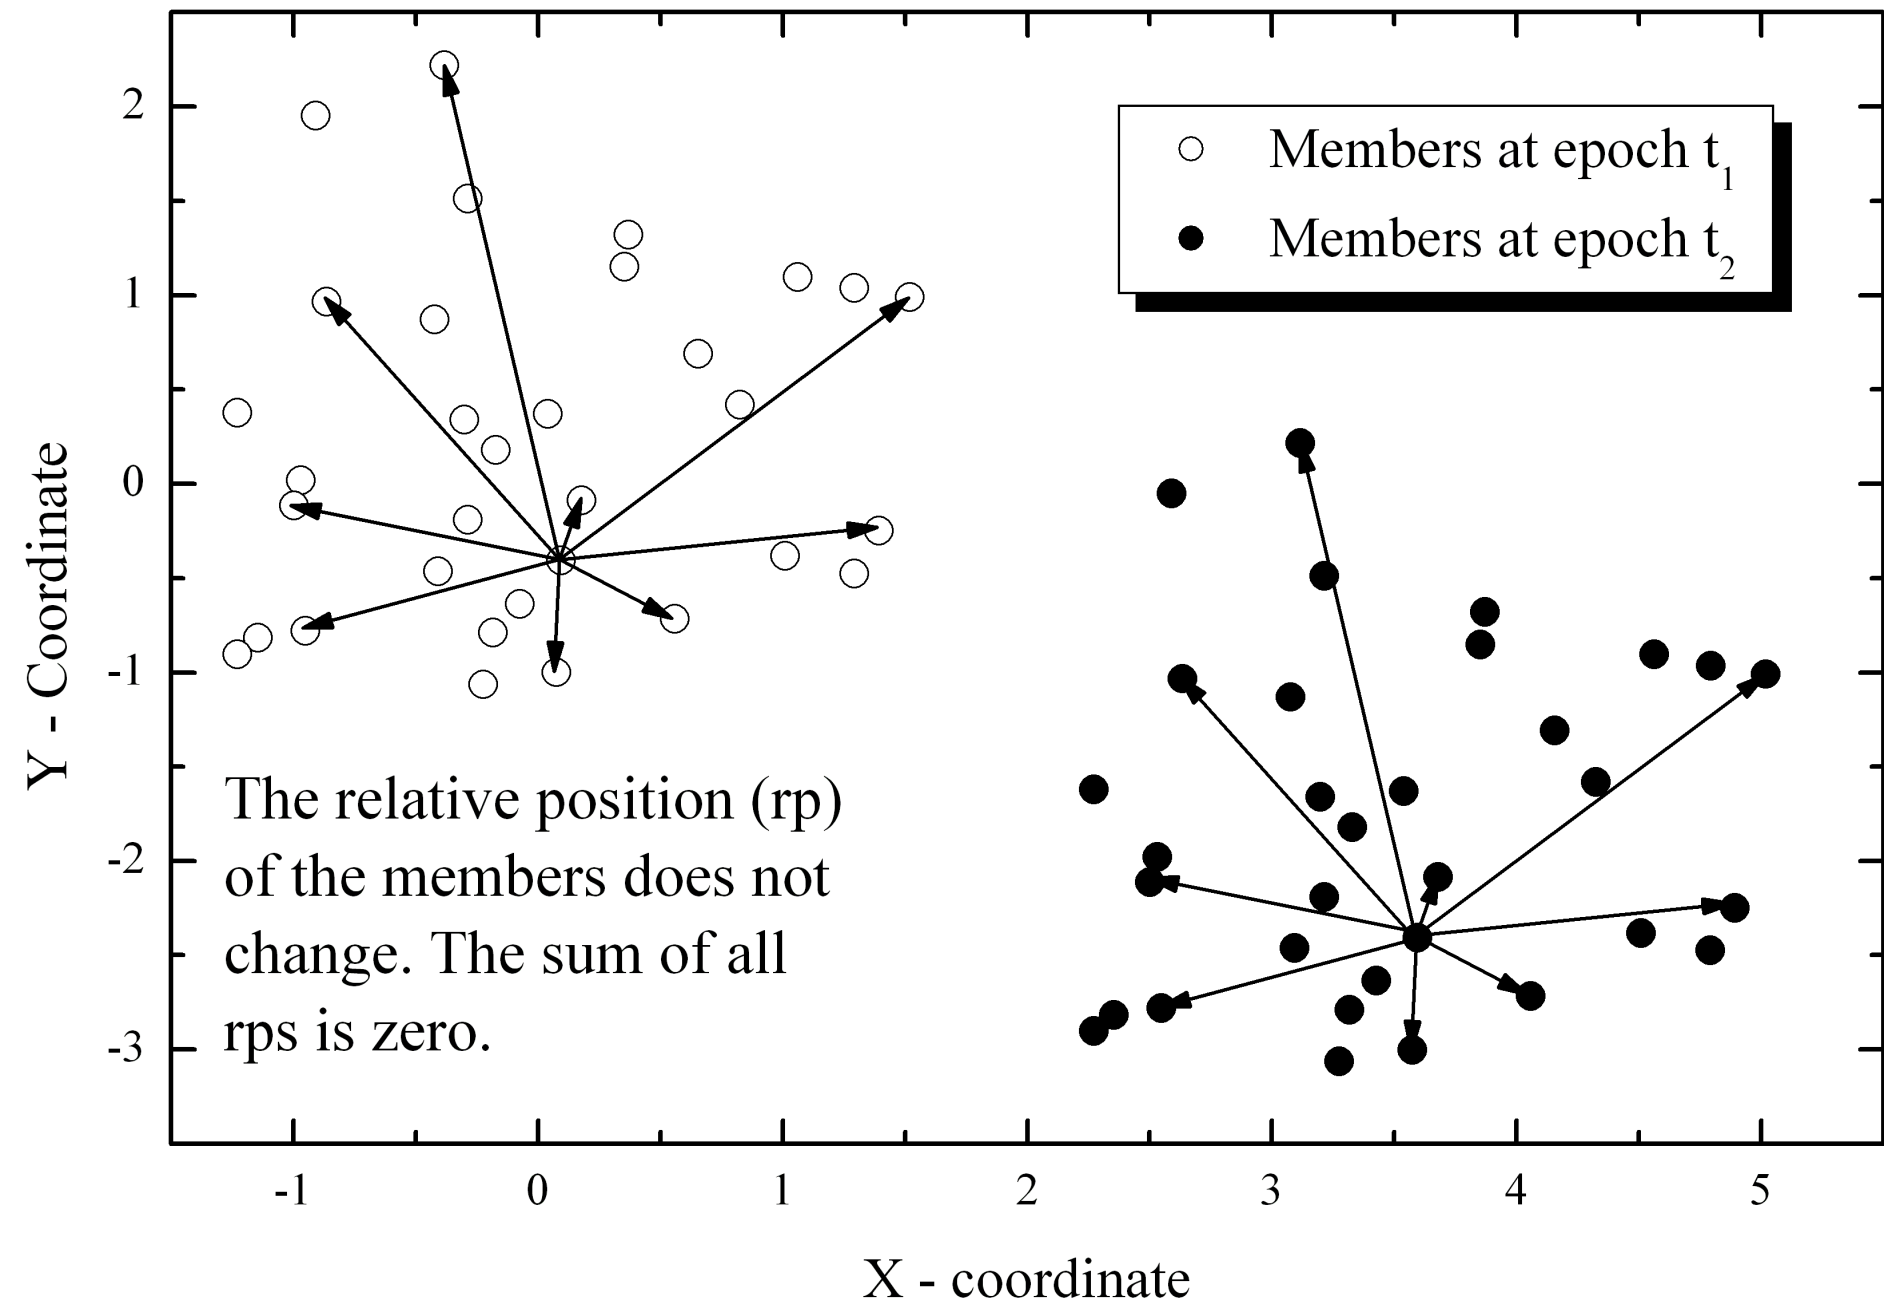 Members at epoch t1
Members at epoch t2
2
1
0
-1
-2
-3
Y - Coordinate
The relative position (rp)
of the members does not
change. The sum of all
rps is zero.
-1 0 1 2 3 4 5
X - coordinate